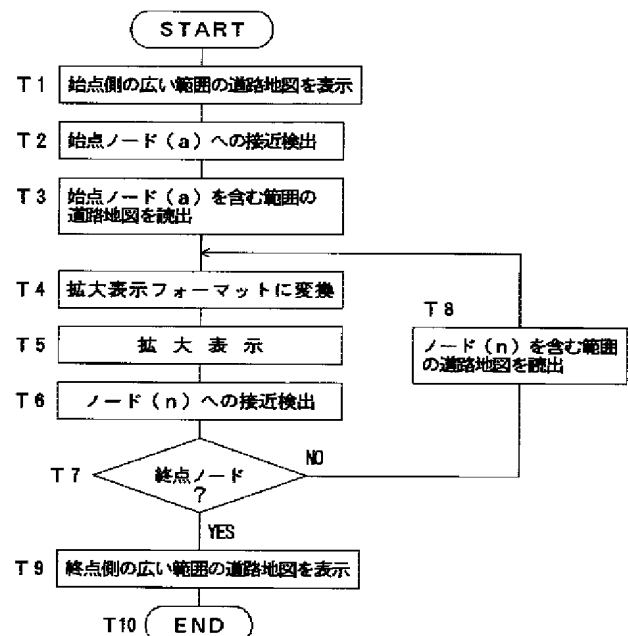 START
T1 始点側の広い範囲の道路地図を表示
T2 始点ノード(a)への接近検出
T3 始点ノード(a)を含む範囲の
道路地図を読出
T4 拡大表示フォーマットに変換
T5 拡大表示
T6 ノード(n)への接近検出
T7 終点ノード
?
NO
T8
ノード(n)を含む範囲
の道路地図を読出
YES
T9 終点側の広い範囲の道路地図を表示
T10 END